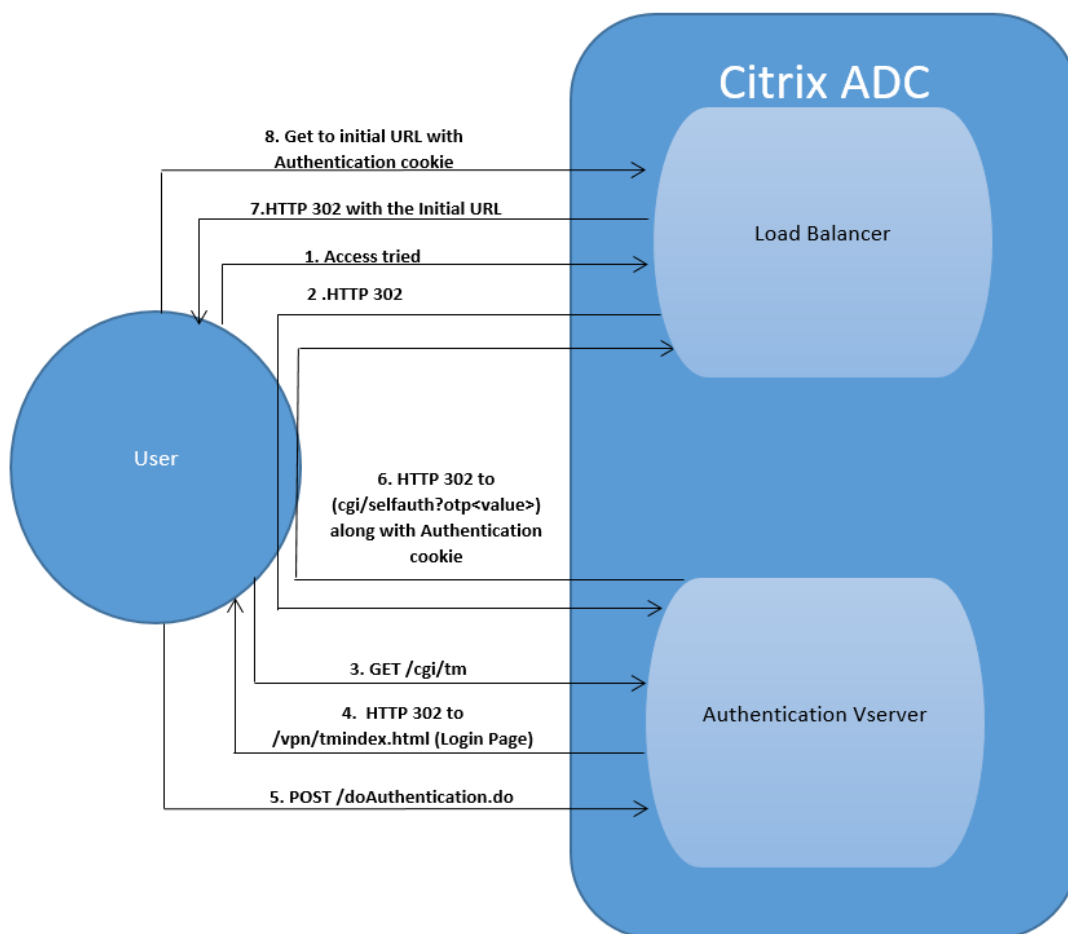 Citrix ADC
8. Get to initial URL with
Authentication cookie
7.HTTP 302 with the Initial URL
Load Balancer
1. Access tried
2 .HTTP 302
User
6. HTTP 302 to
(cgi/selfauth?otp<value>)
along with Authentication
cookie
3. GET /cgi/tm
4. HTTP 302 to
/vpn/tmindex.html (Login Page)
Authentication Vserver
5. POST /doAuthentication.do